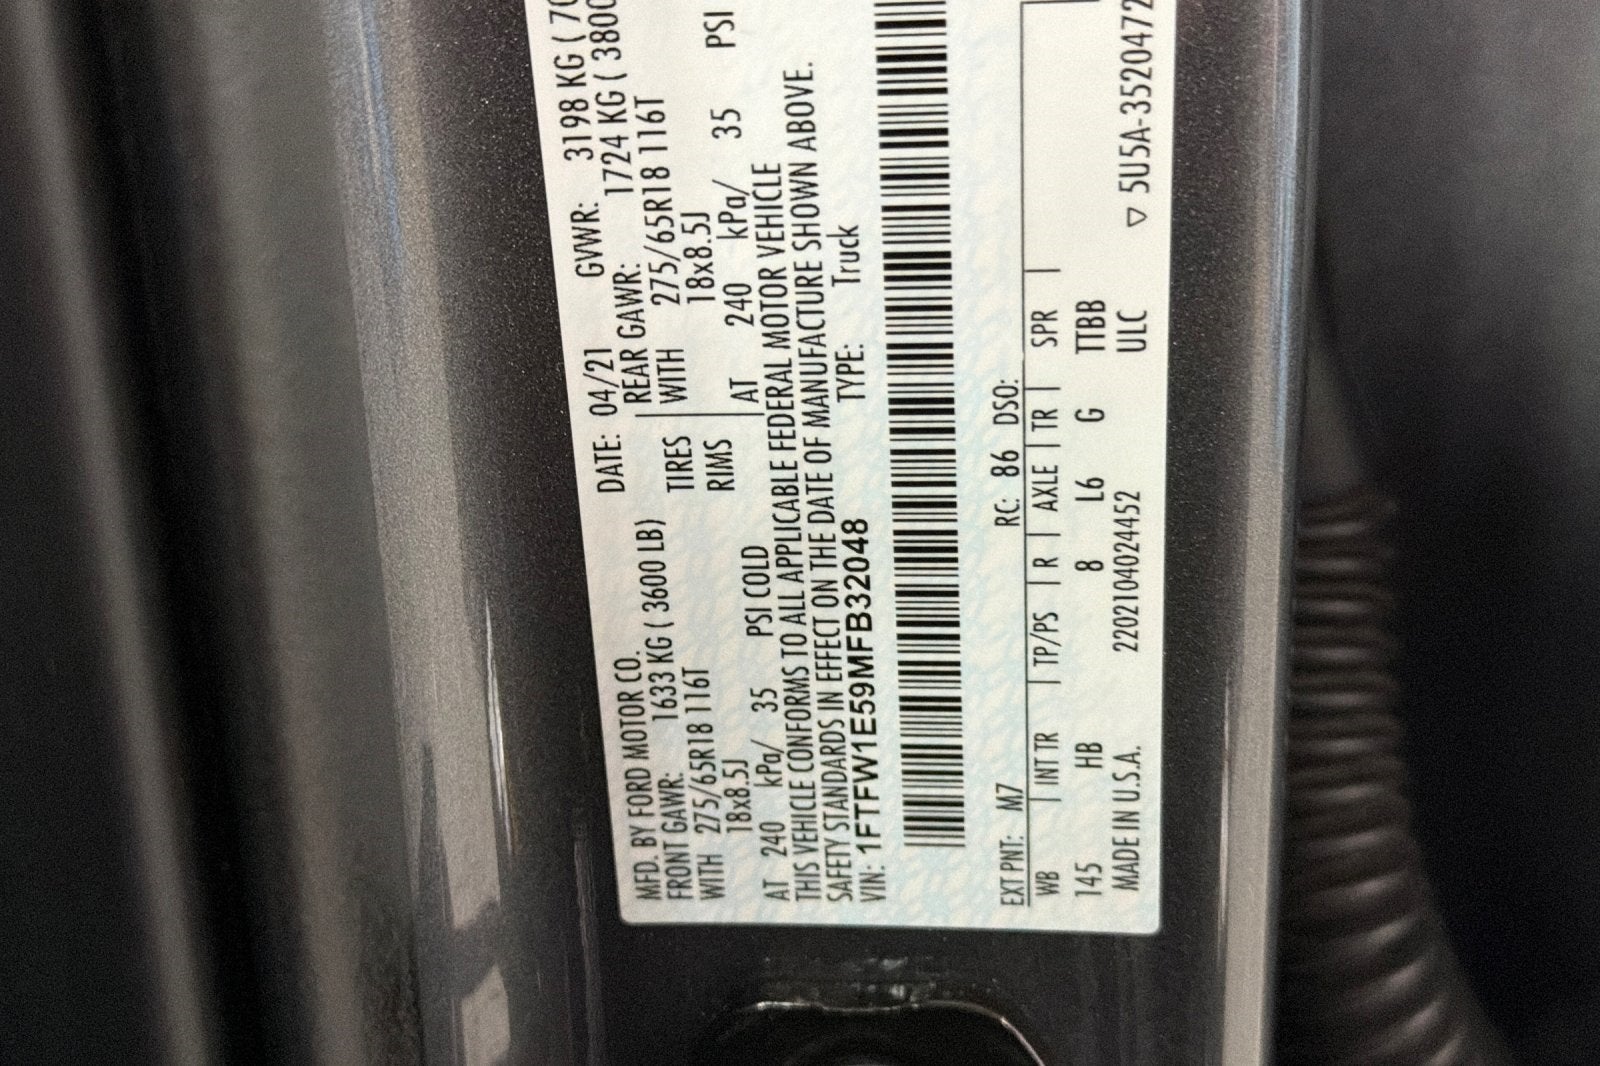 MFD. BY FORD MOTOR CO.
DATE: 04/21 GVWR: 3198 KG ( 70
FRONT GAWR: 1633 KG ( 3600 LB)
REAR GAWR: 1724 KG ( 3800
WITH 275/65R18 116T TIRES WITH 275/65R18 116T
18x8.5J RIMS 18x8.5J
AT 240 kPa/ 35 PSI COLD AT 240 kPa/ 35 PSI
THIS VEHICLE CONFORMS TO ALL APPLICABLE FEDERAL MOTOR VEHICLE
SAFETY STANDARDS IN EFFECT ON THE DATE OF MANUFACTURE SHOWN ABOVE.
VIN: 1FTFW1E59MFB32048 TYPE: Truck
EXT PNT: M7 RC: 86 DSO:
WB | INT TR | TP/PS | R | AXLE | TR | SPR |
145 HB 8 L6 G TTBB
MADE IN U.S.A. 220210402​4452 ULC ▽ 5U5A-3520472